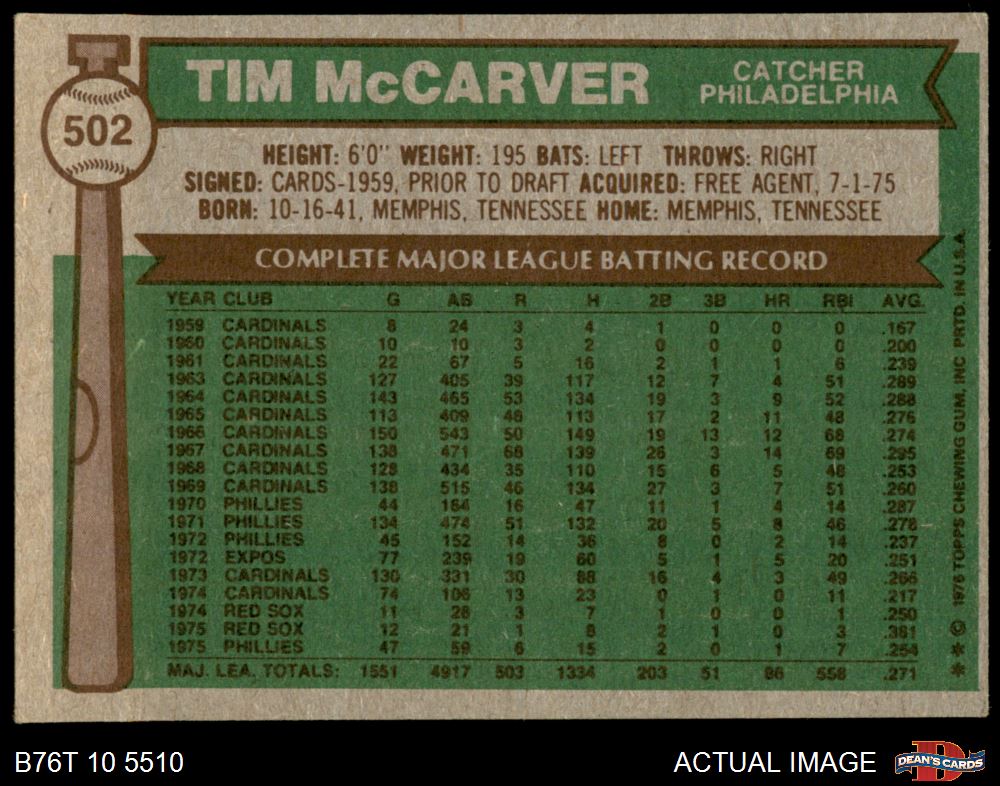 502
TIM McCARVER
CATCHER
PHILADELPHIA
HEIGHT: 6'0" WEIGHT: 195 BATS: LEFT THROWS: RIGHT
SIGNED: CARDS-1959, PRIOR TO DRAFT ACQUIRED: FREE AGENT, 7-1-75
BORN: 10-16-41, MEMPHIS, TENNESSEE HOME: MEMPHIS, TENNESSEE
COMPLETE MAJOR LEAGUE BATTING RECORD
YEAR CLUB G AB R H 2B 3B HR RBI AVG.
1959 CARDINALS 8 24 3 4 1 0 0 0 .167
1960 CARDINALS 10 10 3 2 0 0 0 0 .200
1961 CARDINALS 22 67 5 16 2 1 1 6 .239
1963 CARDINALS 127 405 39 117 12 7 4 51 .289
1964 CARDINALS 143 465 53 134 19 3 9 52 .288
1965 CARDINALS 113 409 48 113 17 2 11 48 .276
1966 CARDINALS 150 543 50 149 19 13 12 68 .274
1967 CARDINALS 138 471 68 139 26 3 14 69 .295
1968 CARDINALS 128 434 35 110 15 6 5 48 .253
1969 CARDINALS 138 515 46 134 27 3 7 51 .260
1970 PHILLIES 44 164 16 47 11 1 4 14 .287
1971 PHILLIES 134 474 51 132 20 5 8 46 .278
1972 PHILLIES 45 152 14 36 8 0 2 14 .237
1972 EXPOS 77 239 19 60 5 1 5 20 .251
1973 CARDINALS 130 331 30 88 16 4 3 49 .266
1974 CARDINALS 74 106 13 23 0 1 0 11 .217
1974 RED SOX 11 28 3 7 1 0 0 1 .250
1975 RED SOX 12 21 1 8 2 1 0 3 .381
1975 PHILLIES 47 59 6 15 2 0 1 7 .254
MAJ. LEA. TOTALS: 1551 4917 503 1334 203 51 86 558 .271
* * © 1976 TOPPS CHEWING GUM, INC PRTD. IN U.S.A.
B76T 10 5510
ACTUAL IMAGE
D
DEAN'S CARDS